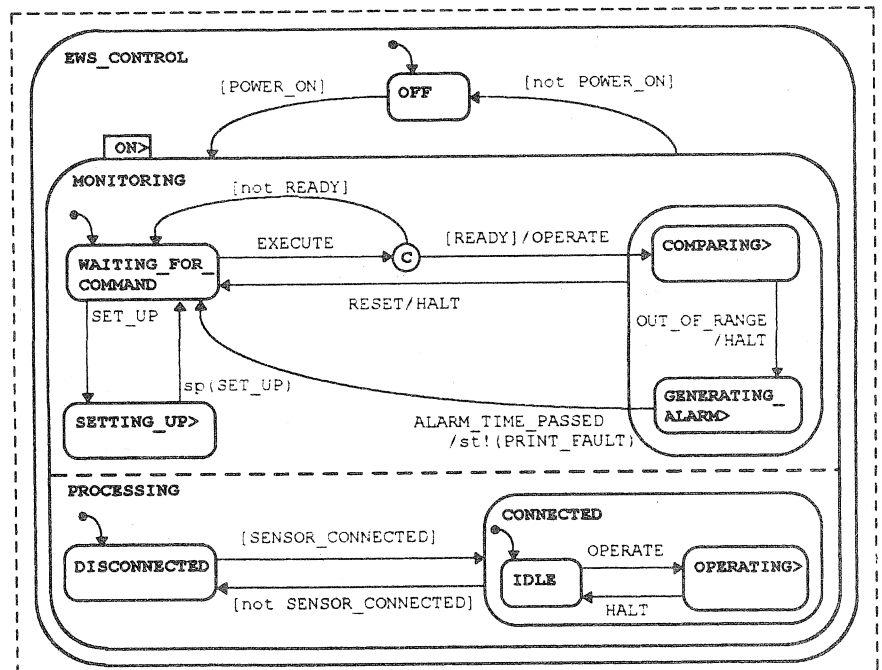 EWS_CONTROL
OFF
[POWER_ON]
[not POWER_ON]
ON>
MONITORING
[not READY]
EXECUTE
C
[READY]/OPERATE
COMPARING>
WAITING_FOR_
COMMAND
RESET/HALT
SET_UP
OUT_OF_RANGE
/HALT
sp(SET_UP)
SETTING_UP>
GENERATING_
ALARM>
ALARM_TIME_PASSED
/st!(PRINT_FAULT)
PROCESSING
CONNECTED
[SENSOR_CONNECTED]
OPERATE
DISCONNECTED
IDLE
OPERATING>
[not SENSOR_CONNECTED]
HALT